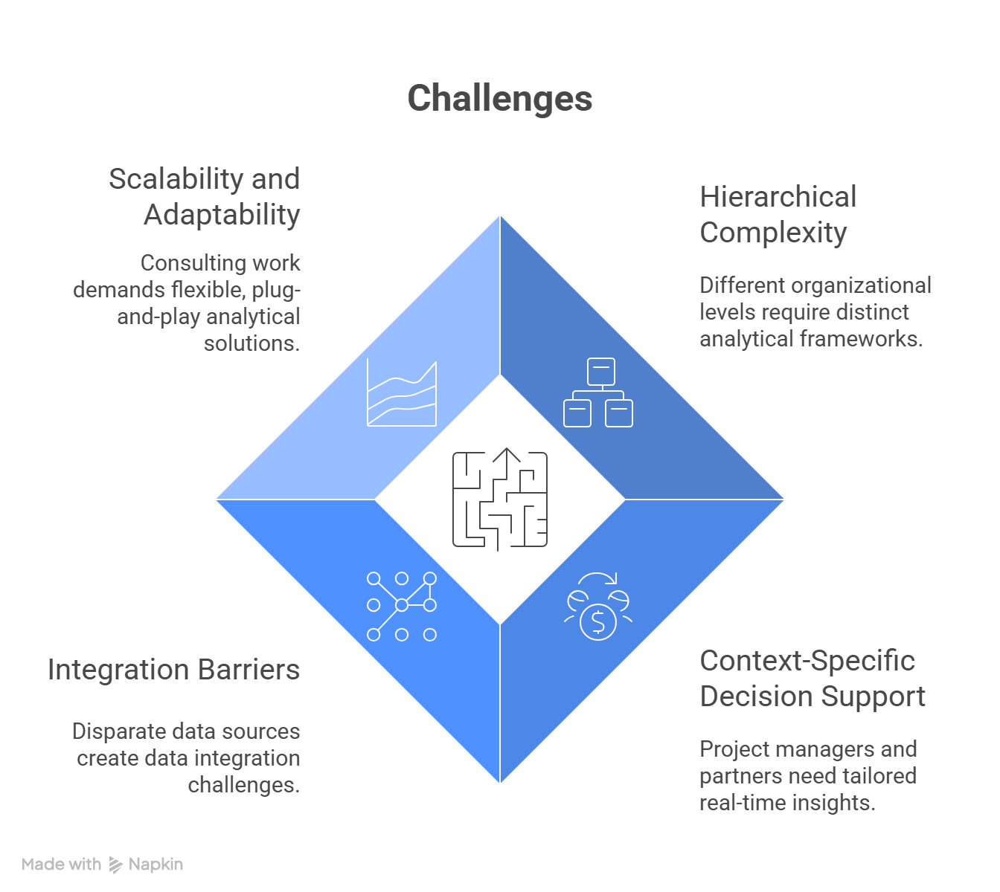 Challenges
Scalability and
Adaptability
Consulting work
demands flexible, plug-
and-play analytical
solutions.
Hierarchical
Complexity
Different organizational
levels require distinct
analytical frameworks.
$
Integration Barriers
Disparate data sources
create data integration
challenges.
Context-Specific
Decision Support
Project managers and
partners need tailored
real-time insights.
Made with Napkin